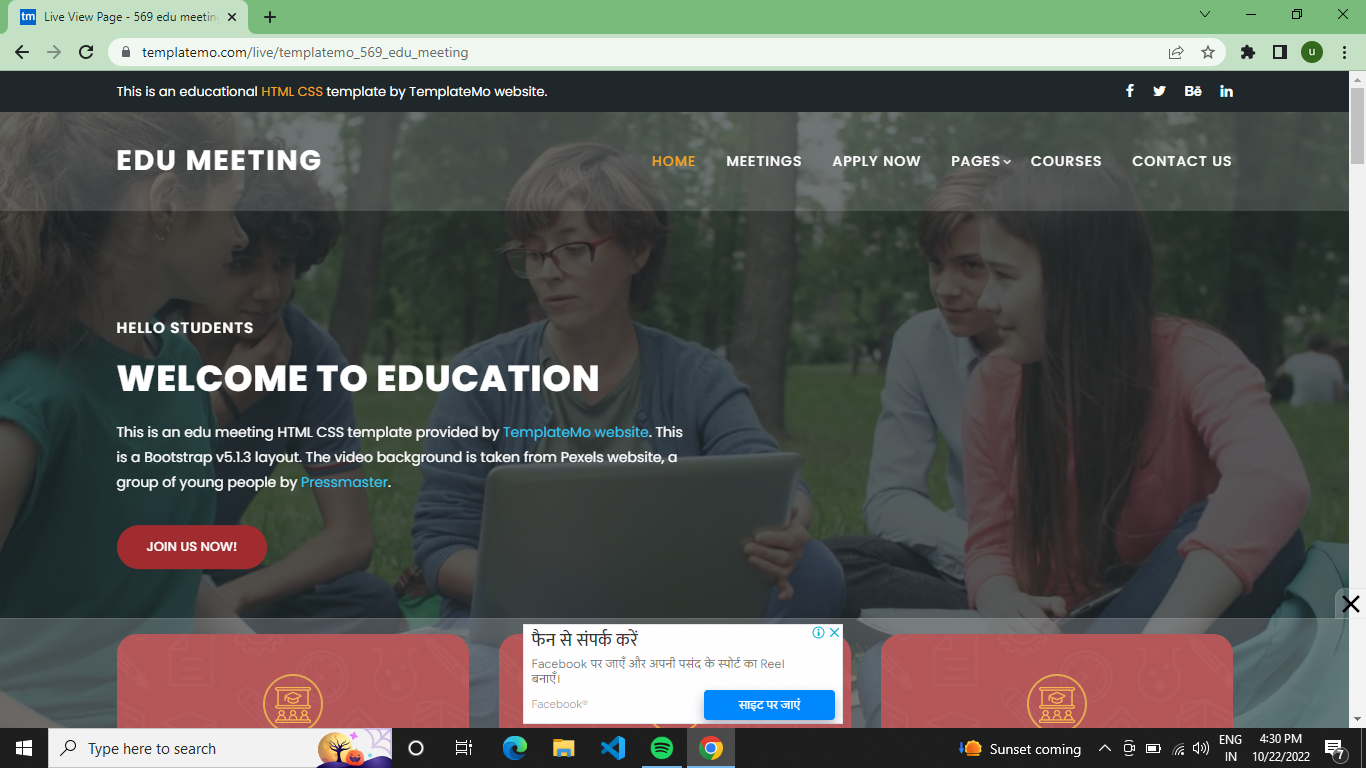 tm Live View Page - 569 edu meetin
templatemo.com/live/templatemo_569_edu_meeting
u
This is an educational HTML CSS template by TemplateMo website.
EDU MEETING
HOME MEETINGS APPLY NOW PAGES COURSES CONTACT US
HELLO STUDENTS
WELCOME TO EDUCATION
This is an edu meeting HTML CSS template provided by TemplateMo website. This
is a Bootstrap v5.1.3 layout. The video background is taken from Pexels website, a
group of young people by Pressmaster.
JOIN US NOW!
फैन से संपर्क करें
Facebook पर जाएँ और अपनी पसंद के स्पोर्ट का Reel
बनाएँ।
Facebook®
साइट पर जाएं
Type here to search
Sunset coming
ENG
IN
4:30 PM
10/22/2022
7